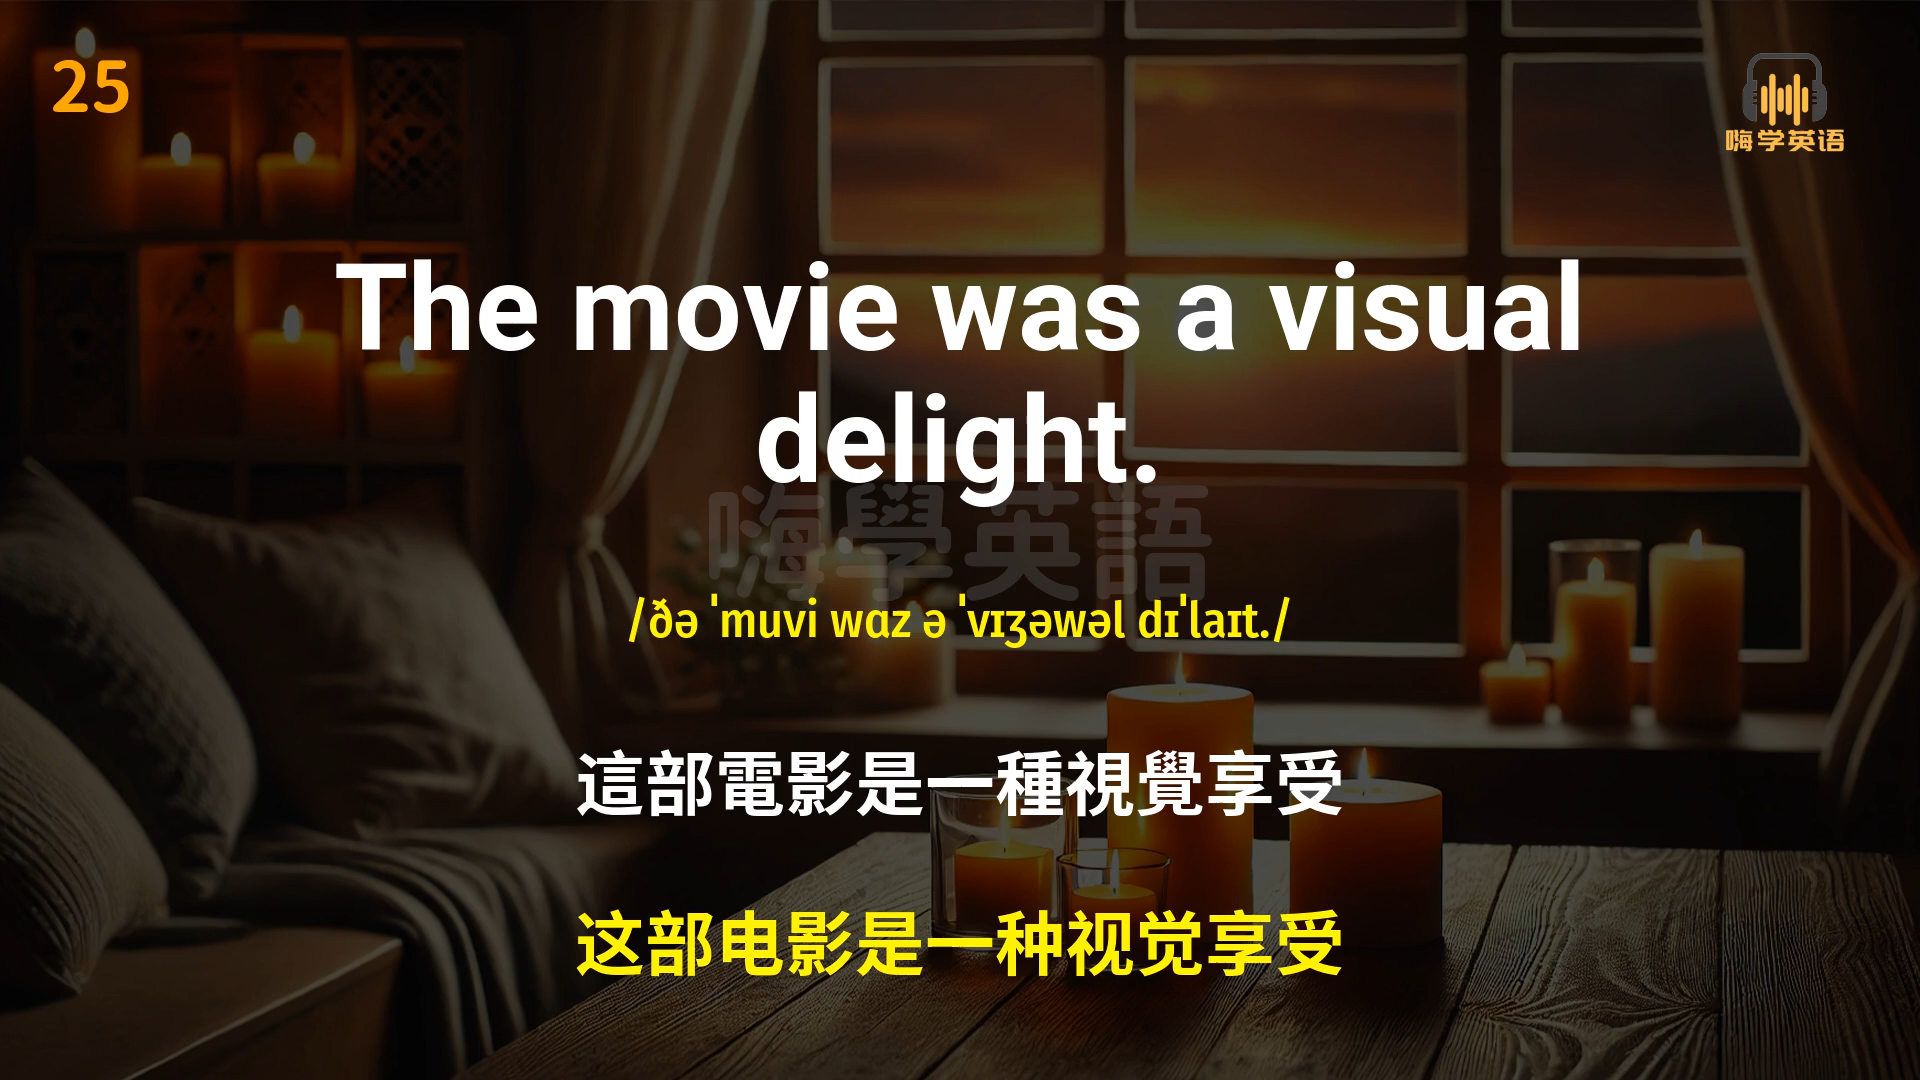 25
嗨学英语
The movie was a visual
delight.
嗨學英語
/ðə ˈmuvi wɑz ə ˈvɪʒəwəl dɪˈlaɪt./
這部電影是一種視覺享受
这部电影是一种视觉享受